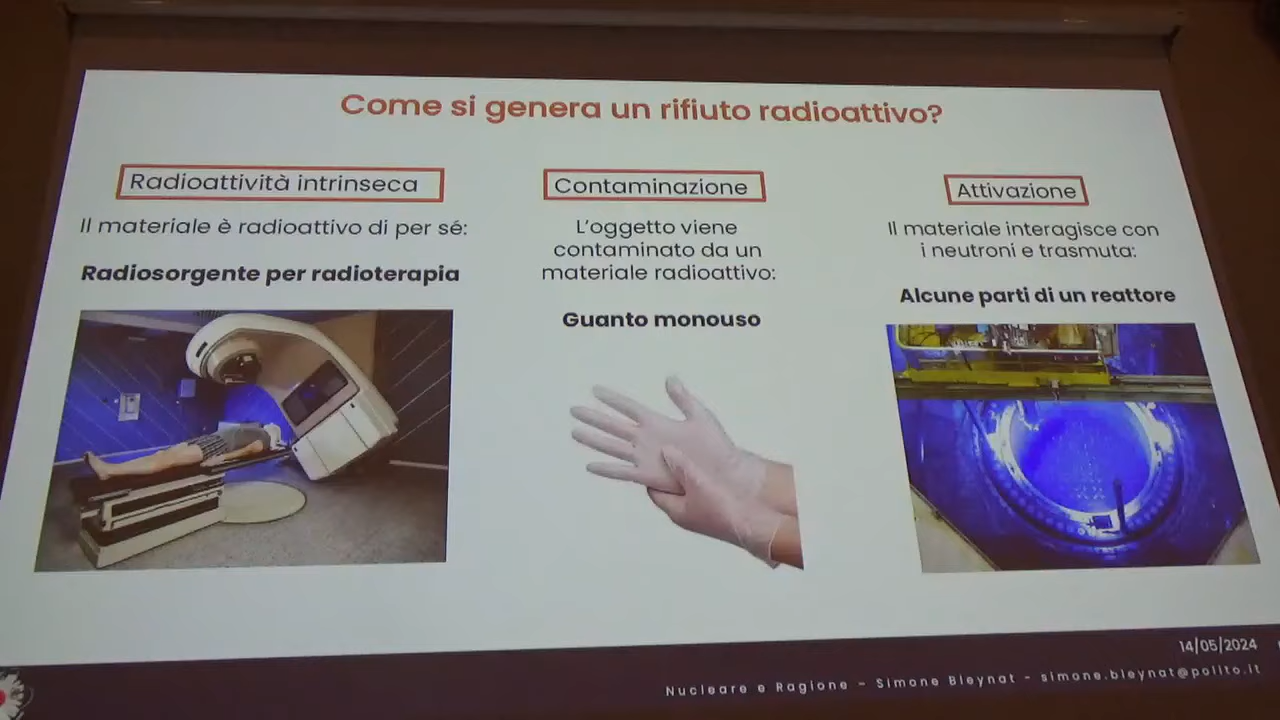 Come si genera un rifiuto radioattivo?
Radioattività intrinseca
Il materiale è radioattivo di per sé:
Radiosorgente per radioterapia
Contaminazione
L'oggetto viene
contaminato da un
materiale radioattivo:
Guanto monouso
Attivazione
Il materiale interagisce con
i neutroni e trasmuta:
Alcune parti di un reattore
14/05/2024
Nucleare e Ragione - Simone Bleynat - simone.bleynat@polito.it